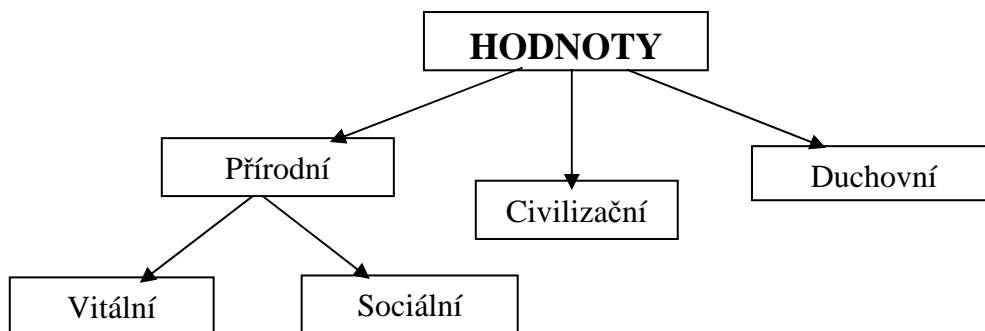 HODNOTY
Přírodní
Duchovní
Civilizační
Vitální
Sociální